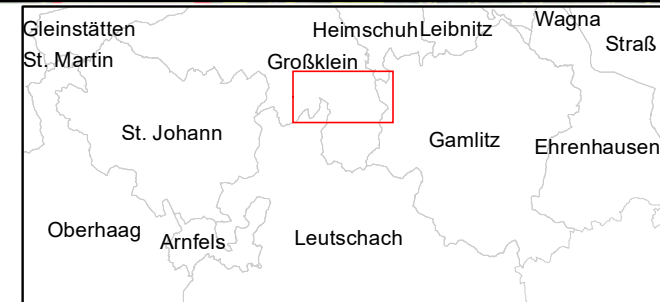 Gleinstätten
Heimschuh
Leibnitz
Wagna
Straß
St. Martin
Großklein
St. Johann
Gamlitz
Ehrenhausen
Oberhaag
Arnfels
Leutschach